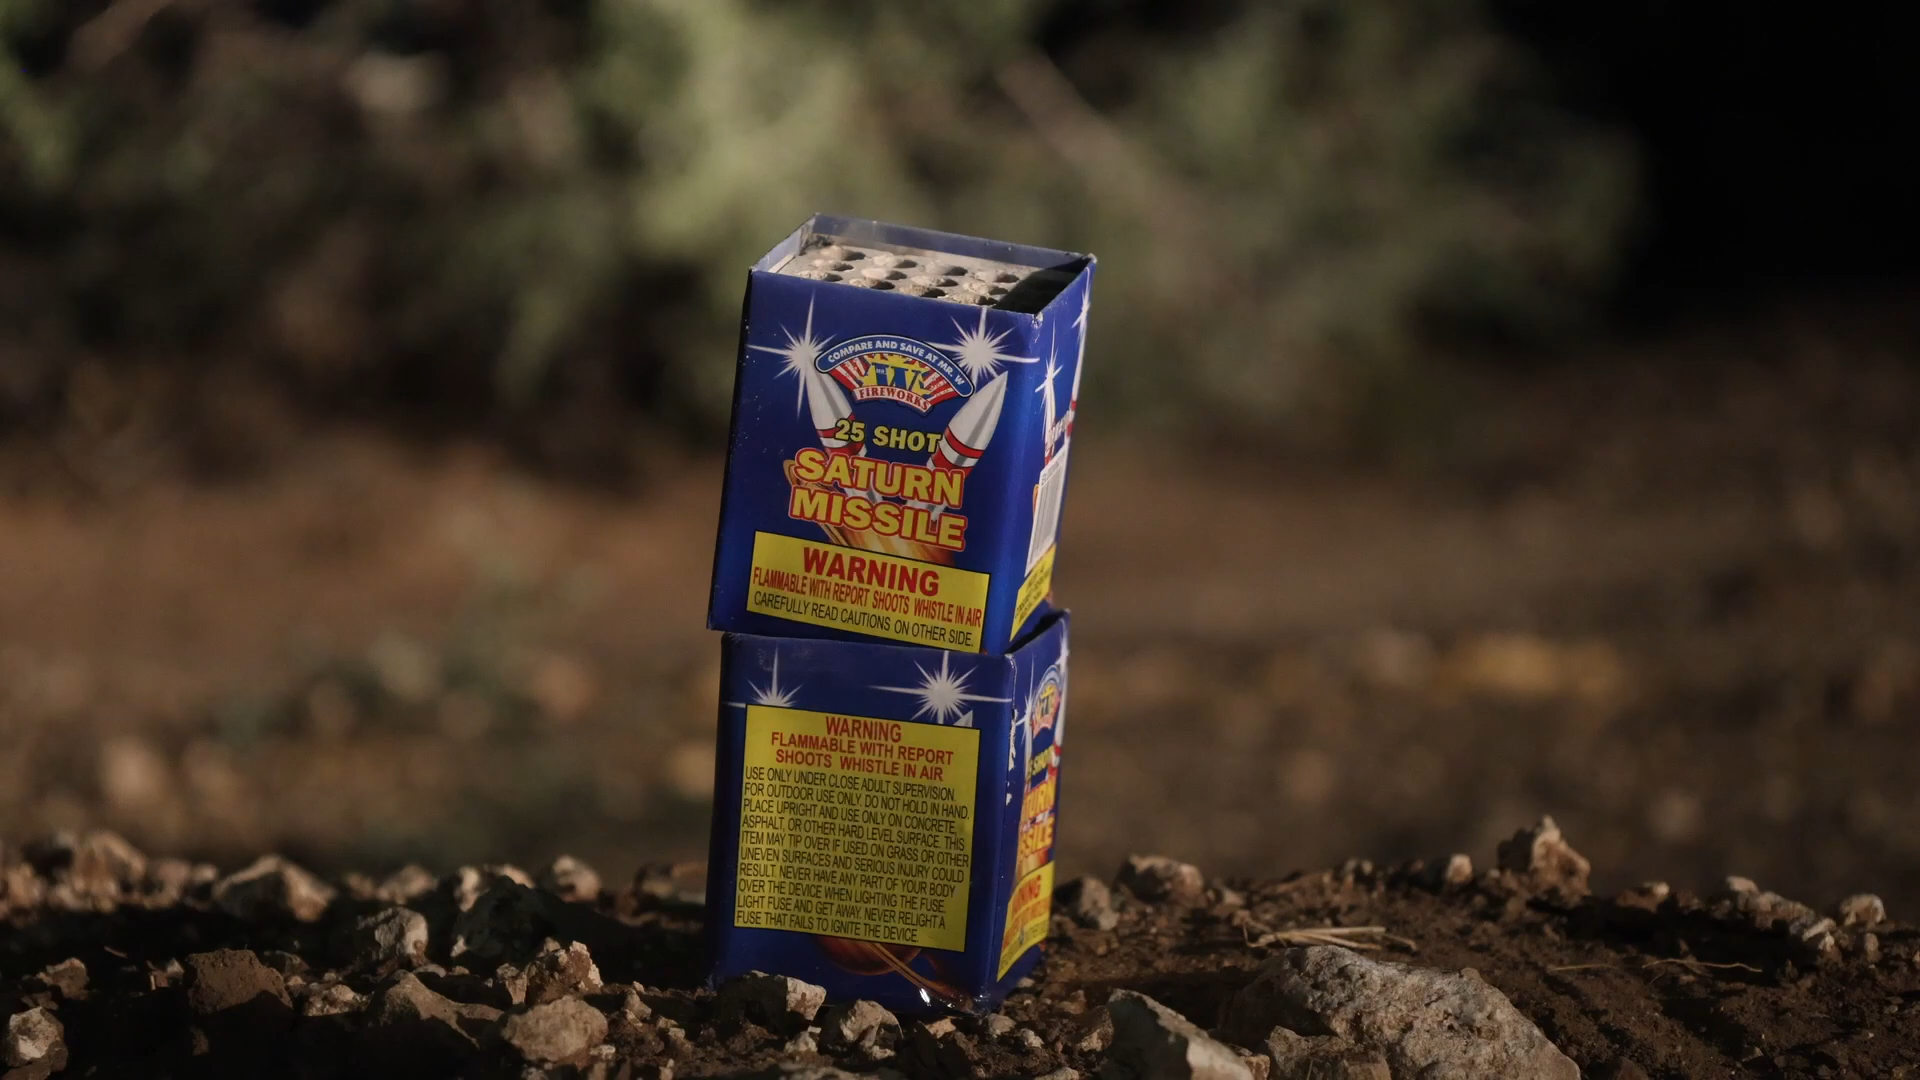 COMPARE AND SAVE AT MR. W
MR. W
FIREWORKS
25 SHOT
SATURN
MISSILE
WARNING
FLAMMABLE WITH REPORT SHOOTS WHISTLE IN AIR
CAREFULLY READ CAUTIONS ON OTHER SIDE.
WARNING
FLAMMABLE WITH REPORT
SHOOTS WHISTLE IN AIR
USE ONLY UNDER CLOSE ADULT SUPERVISION.
FOR OUTDOOR USE ONLY. DO NOT HOLD IN HAND.
PLACE UPRIGHT AND USE ONLY ON CONCRETE,
ASPHALT, OR OTHER HARD LEVEL SURFACE. THIS
ITEM MAY TIP OVER IF USED ON GRASS OR OTHER
UNEVEN SURFACES AND SERIOUS INJURY COULD
RESULT. NEVER HAVE ANY PART OF YOUR BODY
OVER THE DEVICE WHEN LIGHTING THE FUSE.
LIGHT FUSE AND GET AWAY. NEVER RELIGHT A
FUSE THAT FAILS TO IGNITE THE DEVICE.
SHOT
TURN
SSILE
NING